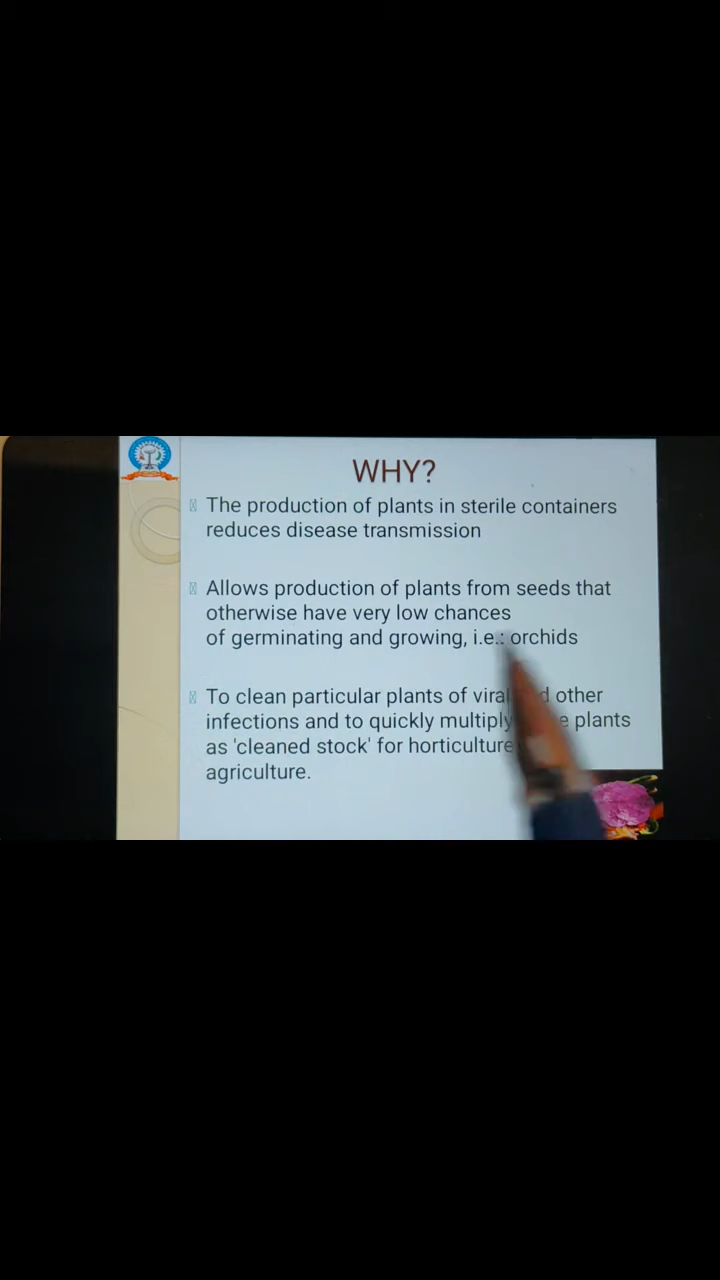 WHY?
The production of plants in sterile containers
reduces disease transmission
Allows production of plants from seeds that
otherwise have very low chances
of germinating and growing, i.e.: orchids
To clean particular plants of viral other
infections and to quickly multiply plants
as 'cleaned stock' for horticulture
agriculture.